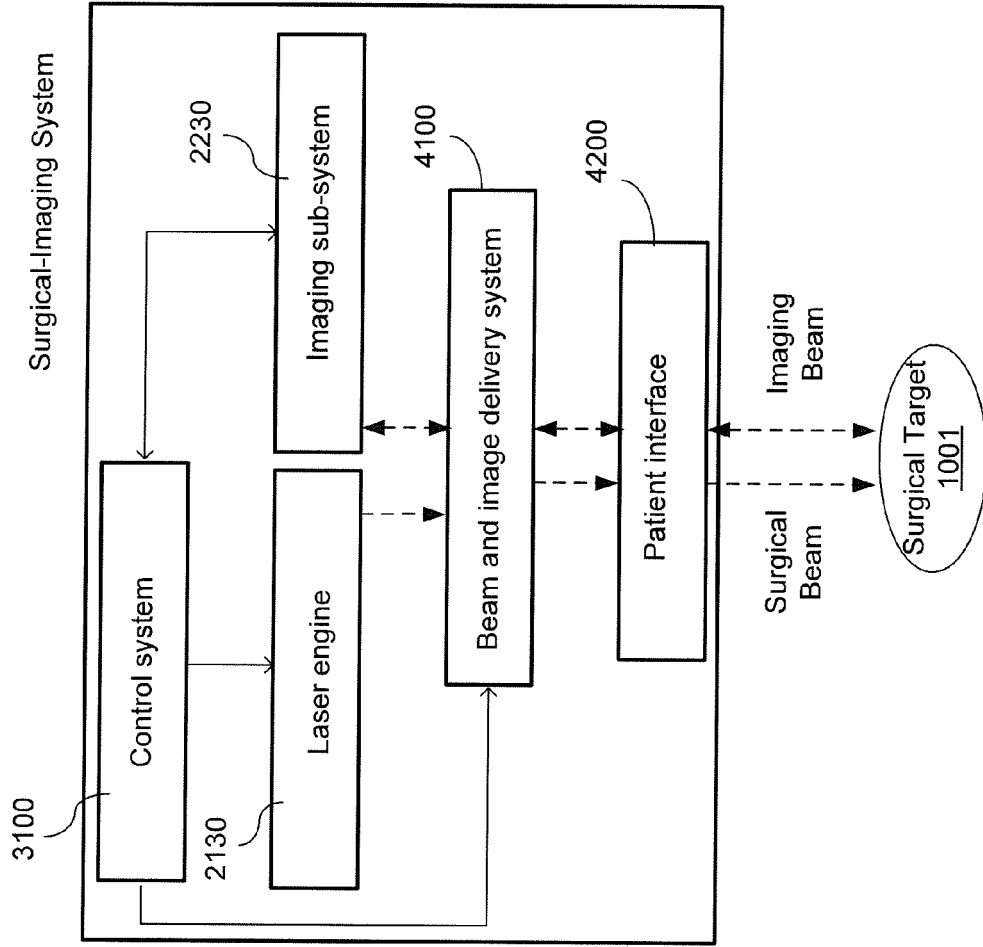 Surgical-Imaging System
3100
Control system
2130
Laser engine
2230
Imaging sub-system
4100
Beam and image delivery system
4200
Patient interface
Surgical
Beam
Imaging
Beam
Surgical Target
1001